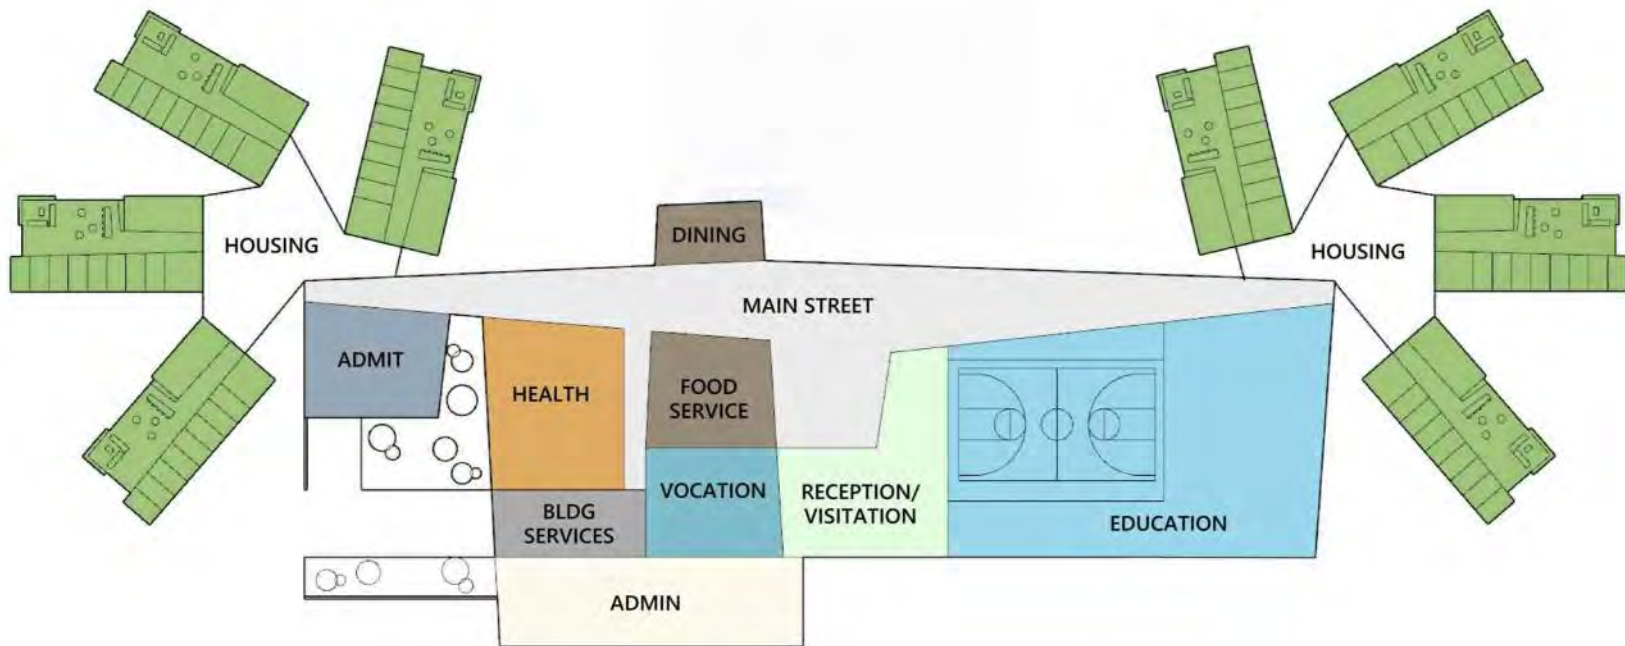 DINING
HOUSING
HOUSING
MAIN STREET
ADMIT
HEALTH
FOOD
SERVICE
VOCATION
RECEPTION/
VISITATION
BLDG
SERVICES
EDUCATION
ADMIN